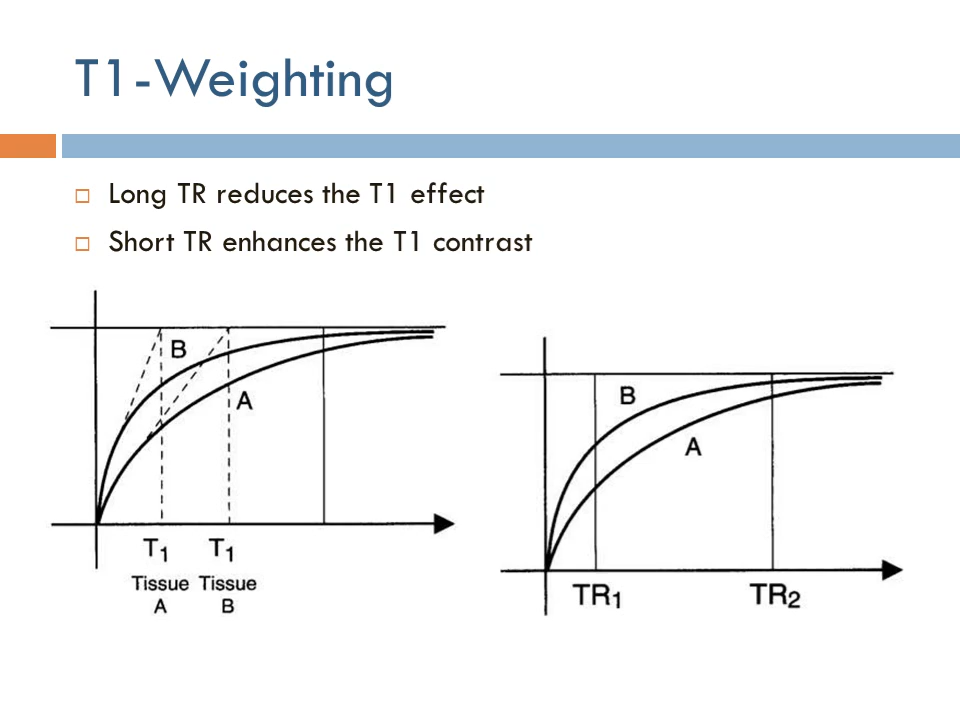 T1-Weighting
Long TR reduces the T1 effect
Short TR enhances the T1 contrast
B
A
T1 T1
Tissue Tissue
A B
B
A
TR1 TR2